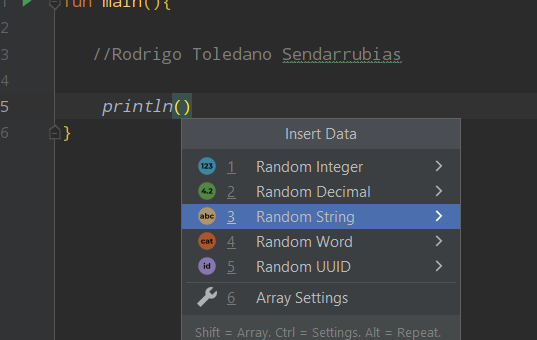 1 fun main(){
2
3 //Rodrigo Toledano Sendarrubias
4
5 println()
6 }
Insert Data
123 1 Random Integer
4.2 2 Random Decimal
abc 3 Random String
cat 4 Random Word
id 5 Random UUID
6 Array Settings
Shift = Array. Ctrl = Settings. Alt = Repeat.